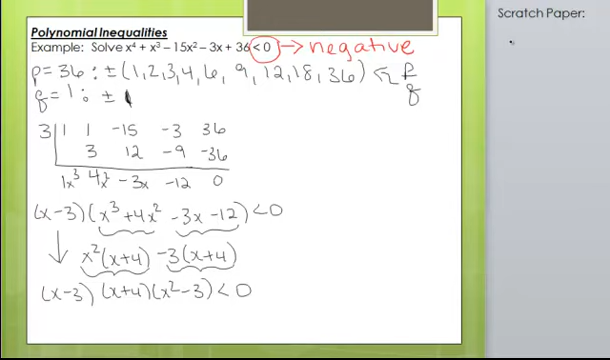 Polynomial Inequalities
Scratch Paper:
Example: Solve x⁴ + x³ – 15x² – 3x + 36 < 0 → negative
p = 36 : ± (1, 2, 3, 4, 6, 9, 12, 18, 36) ← p/q
q = 1 : ± 1
3 | 1 1 -15 -3 36
3 12 -9 -36
1x³ 4x² -3x -12 0
(x-3)(x³+4x² -3x-12) < 0
↓ x²(x+4) -3(x+4)
(x-3) (x+4)(x²-3) < 0